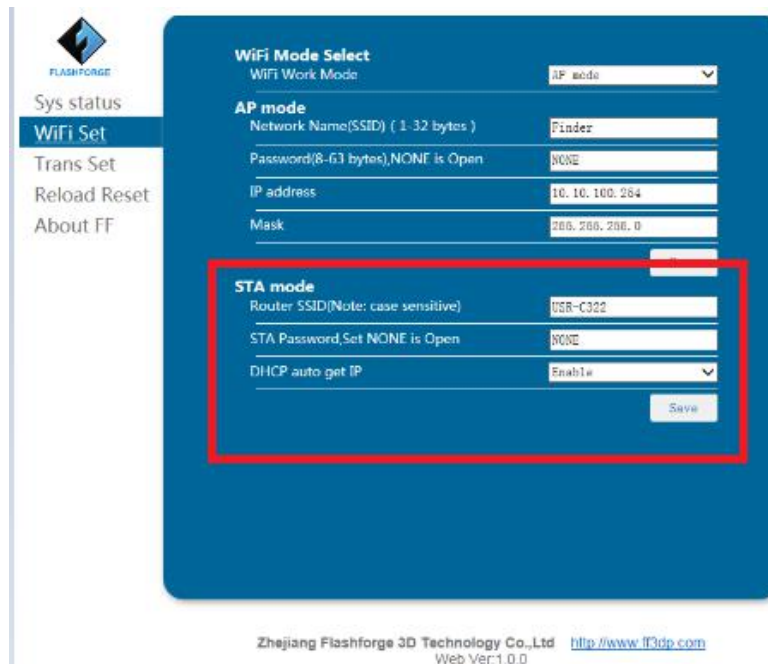 FLASHFORGE
Sys status
WiFi Set
Trans Set
Reload Reset
About FF
WiFi Mode Select
WiFi Work Mode AP mode
AP mode
Network Name(SSID) ( 1-32 bytes ) Finder
Password(8-63 bytes),NONE is Open NONE
IP address 10.10.100.254
Mask 255.255.255.0
STA mode
Router SSID(Note: case sensitive) USR-C322
STA Password,Set NONE is Open NONE
DHCP auto get IP Enable
Save
Zhejiang Flashforge 3D Technology Co.,Ltd http://www.ff3dp.com
Web Ver:1.0.0